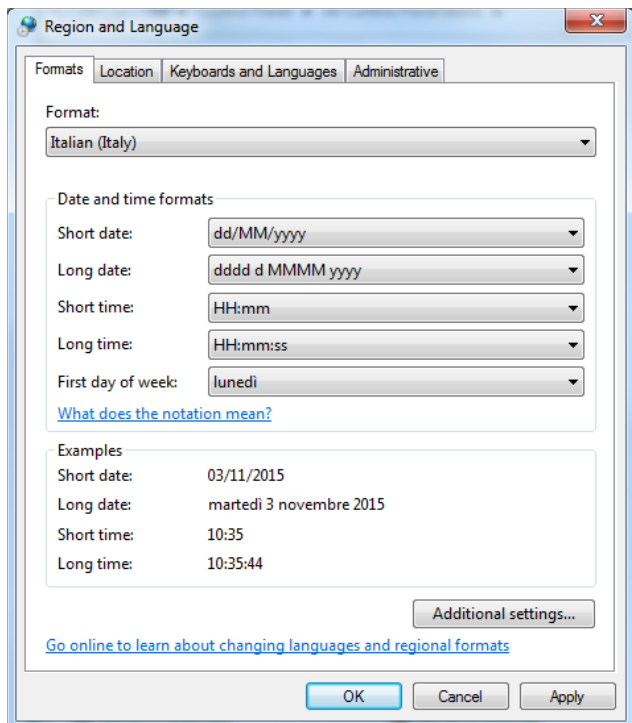 Region and Language
Formats Location Keyboards and Languages Administrative
Format:
Italian (Italy)
Date and time formats
Short date: dd/MM/yyyy
Long date: dddd d MMMM yyyy
Short time: HH:mm
Long time: HH:mm:ss
First day of week: lunedì
What does the notation mean?
Examples
Short date: 03/11/2015
Long date: martedì 3 novembre 2015
Short time: 10:35
Long time: 10:35:44
Additional settings...
Go online to learn about changing languages and regional formats
OK Cancel Apply